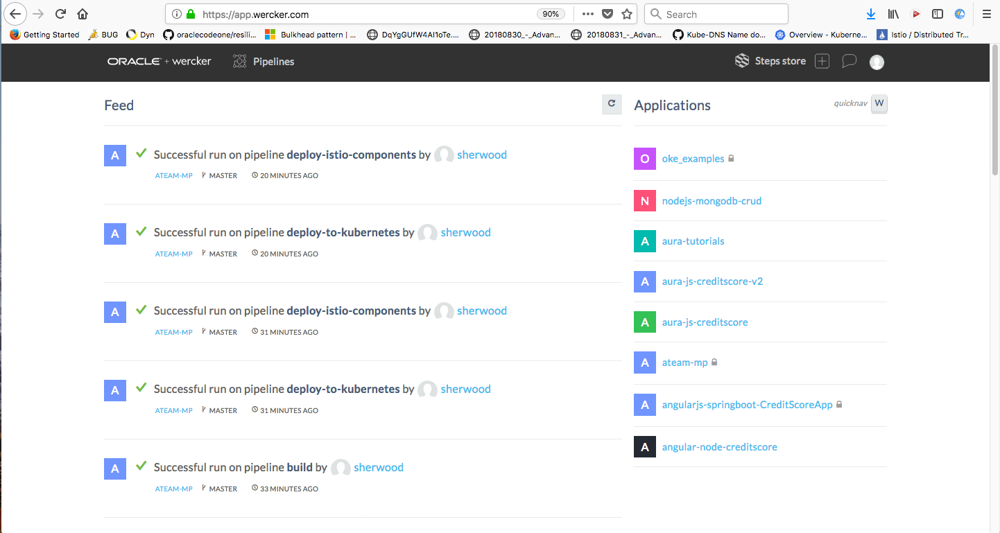 https://app.wercker.com 90% Search
Getting Started BUG Dyn oraclecodeone/resili... Bulkhead pattern | ... DqYgGUfW4AI1oTe.... 20180830_-_Advan... 20180831_-_Advan... Kube-DNS Name do... Overview - Kuberne... Istio / Distributed Tr...
ORACLE + wercker Pipelines Steps store
Feed
A Successful run on pipeline deploy-istio-components by sherwood
ATEAM-MP MASTER 20 MINUTES AGO
A Successful run on pipeline deploy-to-kubernetes by sherwood
ATEAM-MP MASTER 20 MINUTES AGO
A Successful run on pipeline deploy-istio-components by sherwood
ATEAM-MP MASTER 31 MINUTES AGO
A Successful run on pipeline deploy-to-kubernetes by sherwood
ATEAM-MP MASTER 31 MINUTES AGO
A Successful run on pipeline build by sherwood
ATEAM-MP MASTER 33 MINUTES AGO
Applications quicknav W
O oke_examples
N nodejs-mongodb-crud
A aura-tutorials
A aura-js-creditscore-v2
A aura-js-creditscore
A ateam-mp
A angularjs-springboot-CreditScoreApp
A angular-node-creditscore